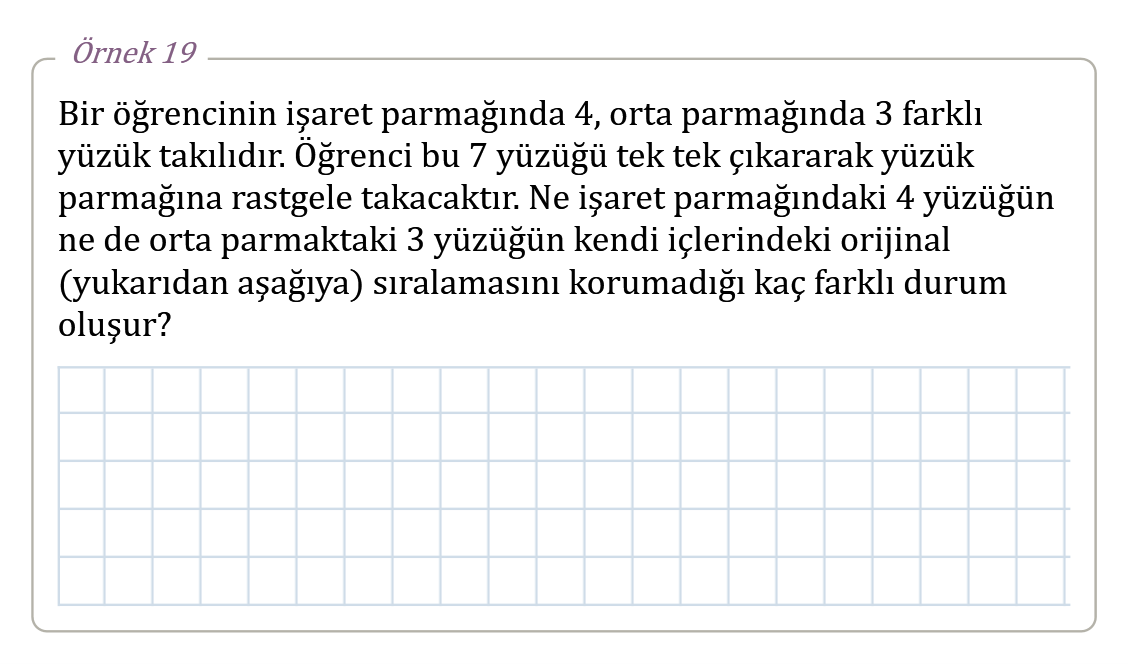 Örnek 19
Bir öğrencinin işaret parmağında 4, orta parmağında 3 farklı
yüzük takılıdır. Öğrenci bu 7 yüzüğü tek tek çıkararak yüzük
parmağına rastgele takacaktır. Ne işaret parmağındaki 4 yüzüğün
ne de orta parmaktaki 3 yüzüğün kendi içlerindeki orijinal
(yukarıdan aşağıya) sıralamasını korumadığı kaç farklı durum
oluşur?